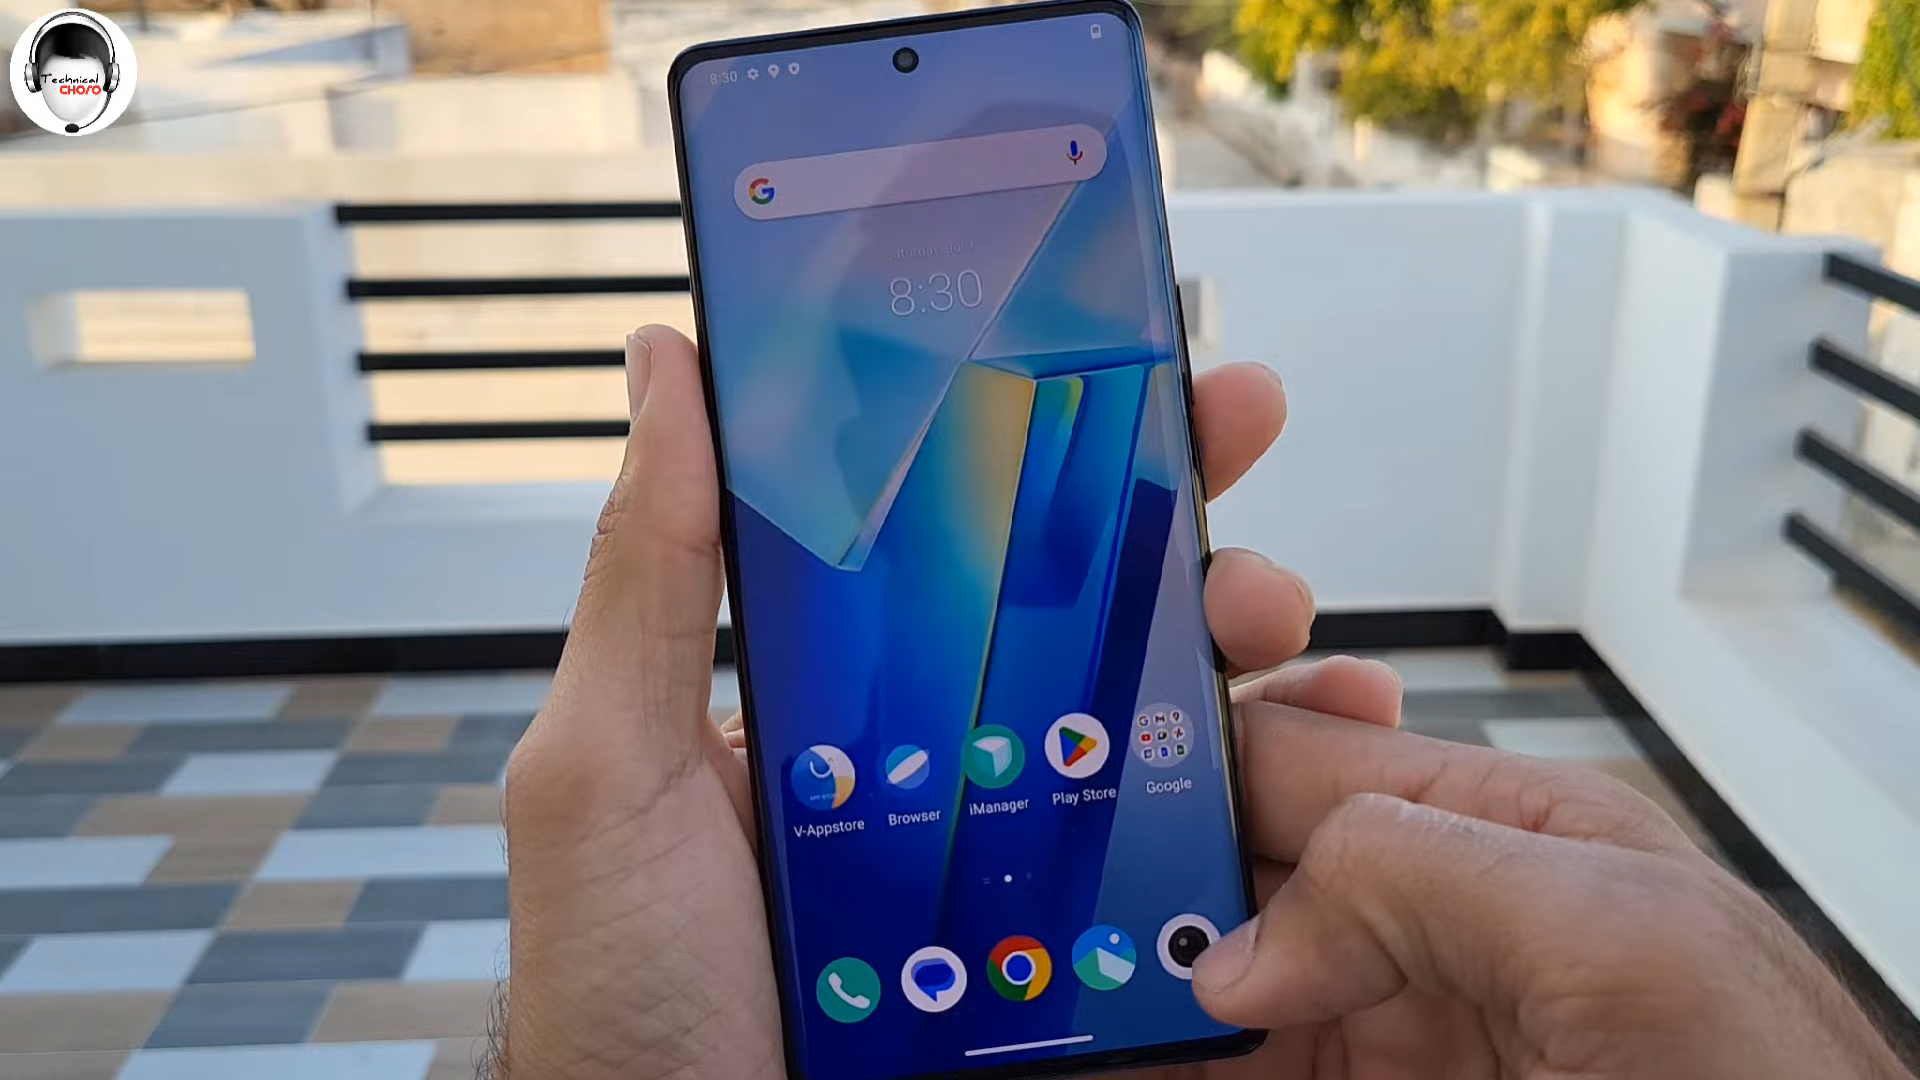 Technical
CHORO
8:30
8:30
V-Appstore
Browser
iManager
Play Store
Google